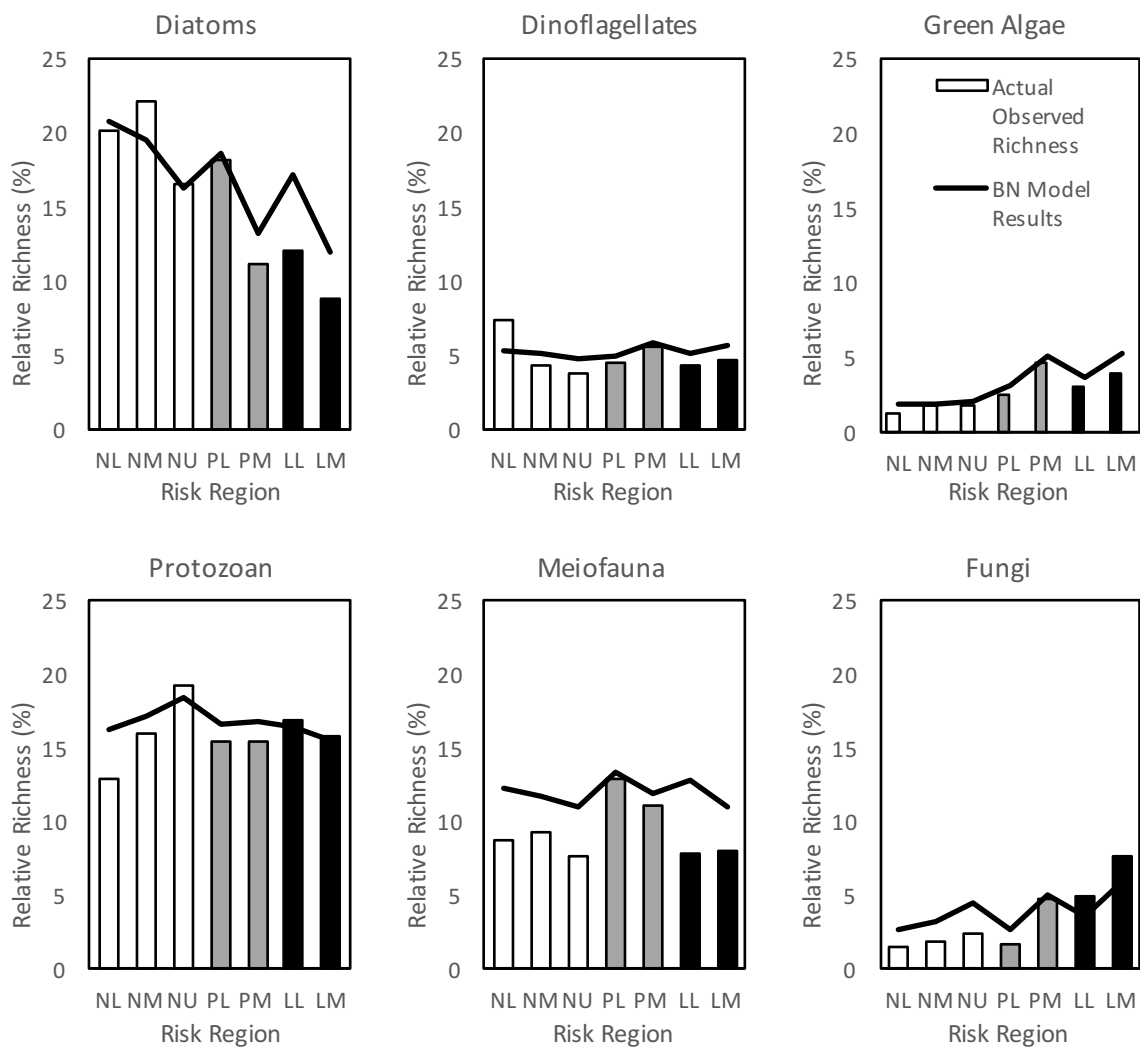 Diatoms
Relative Richness (%)
25
20
15
10
5
0
NL NM NU PL PM LL LM
Risk Region
Dinoflagellates
Relative Richness (%)
25
20
15
10
5
0
NL NM NU PL PM LL LM
Risk Region
Green Algae
Relative Richness (%)
25
20
15
10
5
0
Actual
Observed
Richness
BN Model
Results
NL NM NU PL PM LL LM
Risk Region
Protozoan
Relative Richness (%)
25
20
15
10
5
0
NL NM NU PL PM LL LM
Risk Region
Meiofauna
Relative Richness (%)
25
20
15
10
5
0
NL NM NU PL PM LL LM
Risk Region
Fungi
Relative Richness (%)
25
20
15
10
5
0
NL NM NU PL PM LL LM
Risk Region